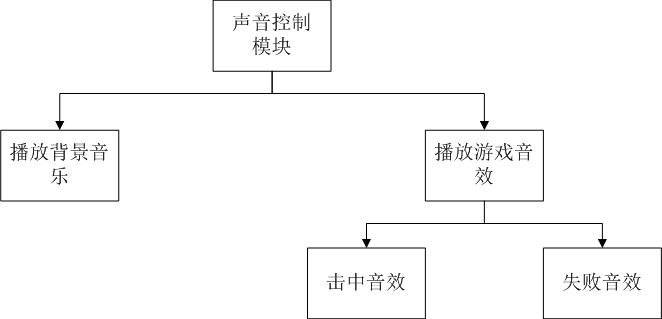 声音控制
模块
播放背景音
乐
播放游戏音
效
击中音效
失败音效